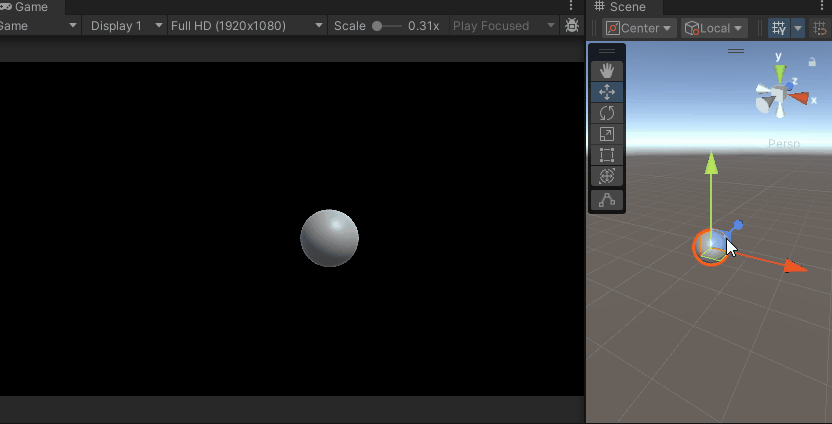 Game
Scene
Game
Display 1
Full HD (1920x1080)
Scale
0.31x
Play Focused
Center
Local
y
z
x
Persp